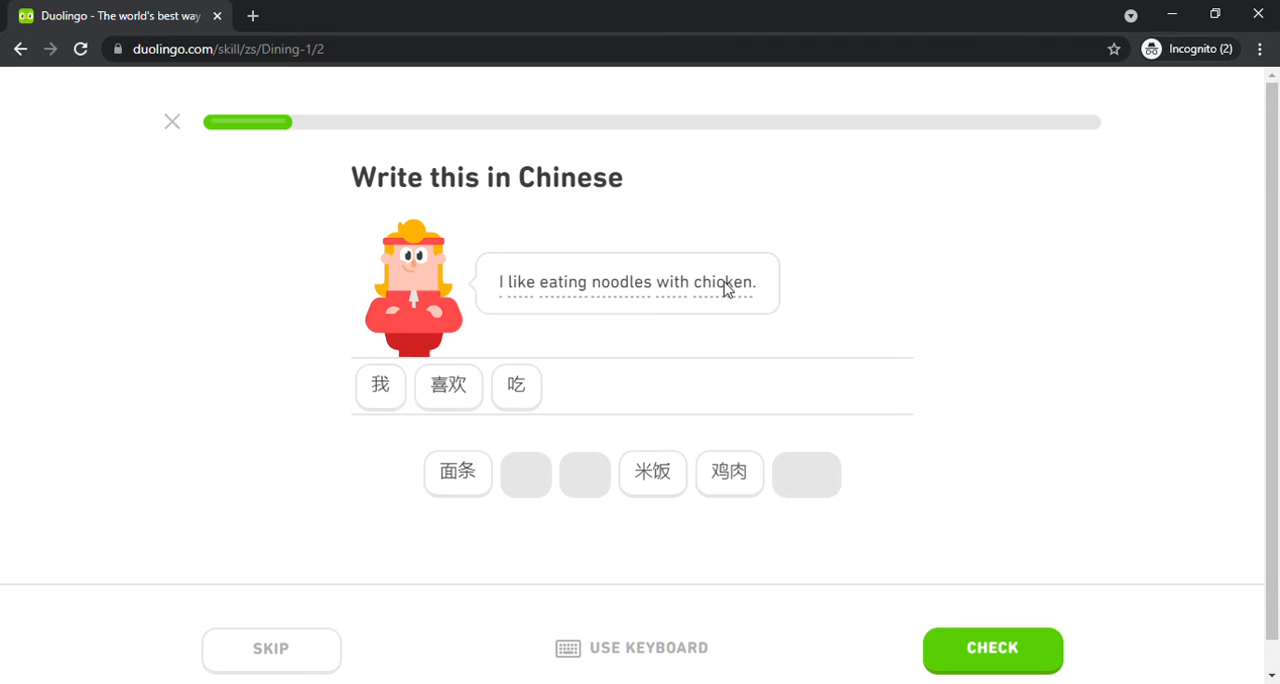 Duolingo - The world's best way
duolingo.com/skill/zs/Dining-1/2
Incognito (2)
Write this in Chinese
I like eating noodles with chicken.
我 喜欢 吃
面条 米饭 鸡肉
SKIP
USE KEYBOARD
CHECK